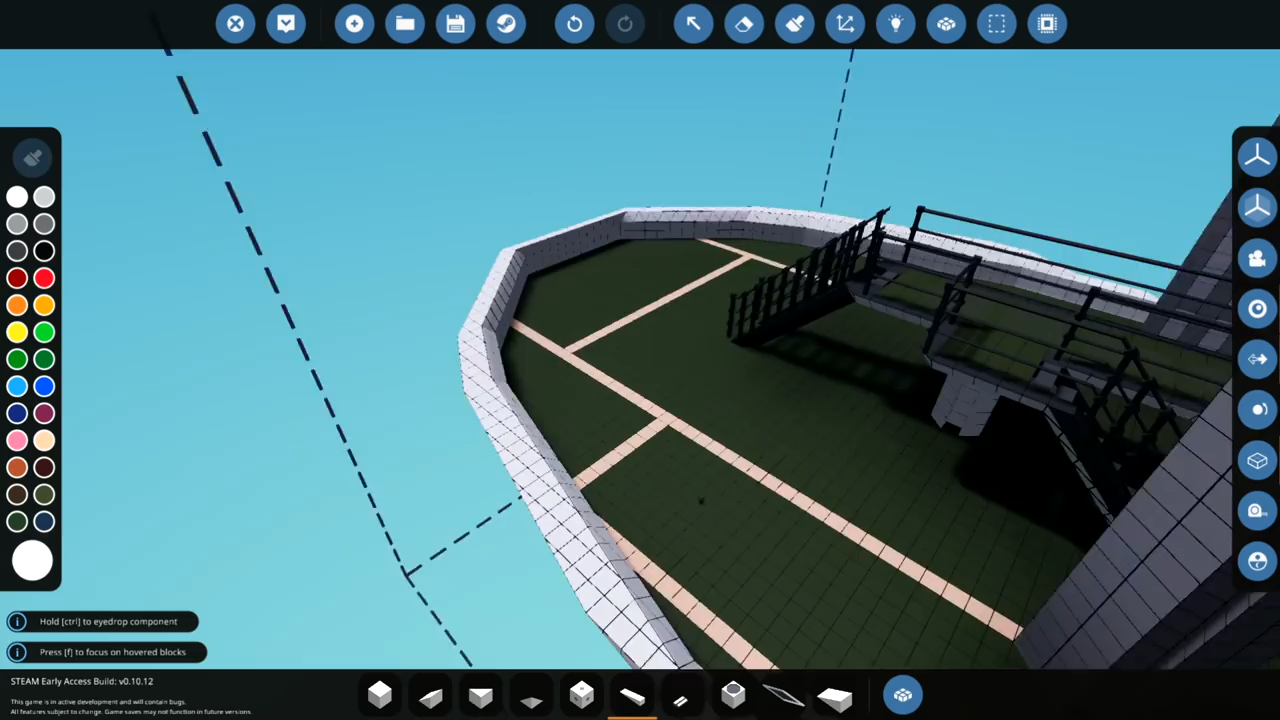 Hold [ctrl] to eyedrop component
Press [f] to focus on hovered blocks
STEAM Early Access Build: v0.10.12
This game is in active development and will contain bugs.
All features subject to change. Game saves may not function in future versions.